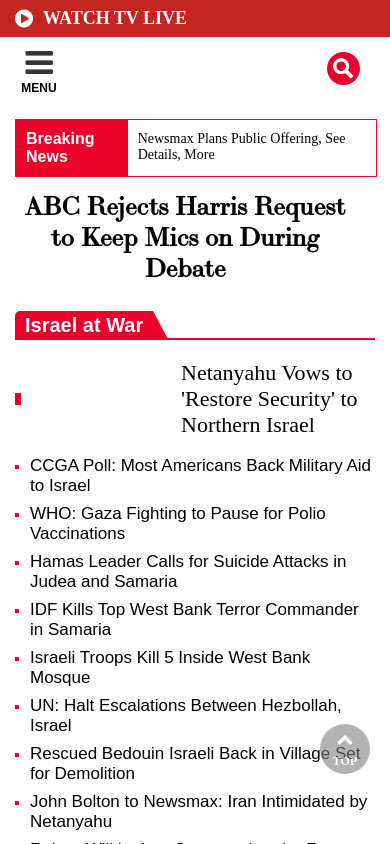 WATCH TV LIVE
MENU
Breaking
News
Newsmax Plans Public Offering, See
Details, More
ABC Rejects Harris Request
to Keep Mics on During
Debate
Israel at War
Netanyahu Vows to
'Restore Security' to
Northern Israel
CCGA Poll: Most Americans Back Military Aid
to Israel
WHO: Gaza Fighting to Pause for Polio
Vaccinations
Hamas Leader Calls for Suicide Attacks in
Judea and Samaria
IDF Kills Top West Bank Terror Commander
in Samaria
Israeli Troops Kill 5 Inside West Bank
Mosque
UN: Halt Escalations Between Hezbollah,
Israel
Rescued Bedouin Israeli Back in Village Set
for Demolition
TOP
John Bolton to Newsmax: Iran Intimidated by
Netanyahu